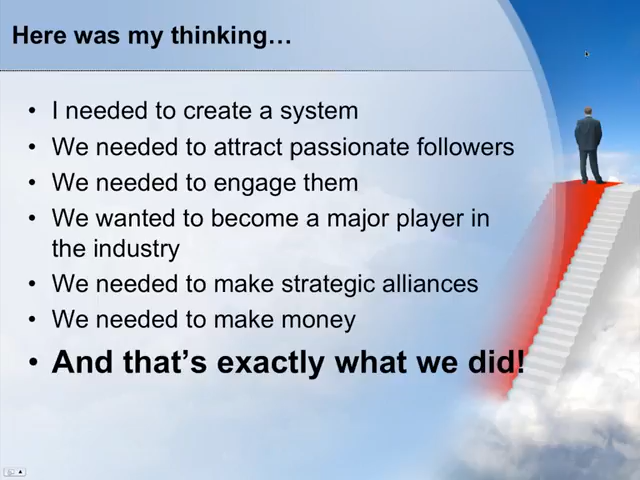 Here was my thinking…
• I needed to create a system
• We needed to attract passionate followers
• We needed to engage them
• We wanted to become a major player in
the industry
• We needed to make strategic alliances
• We needed to make money
• And that’s exactly what we did!